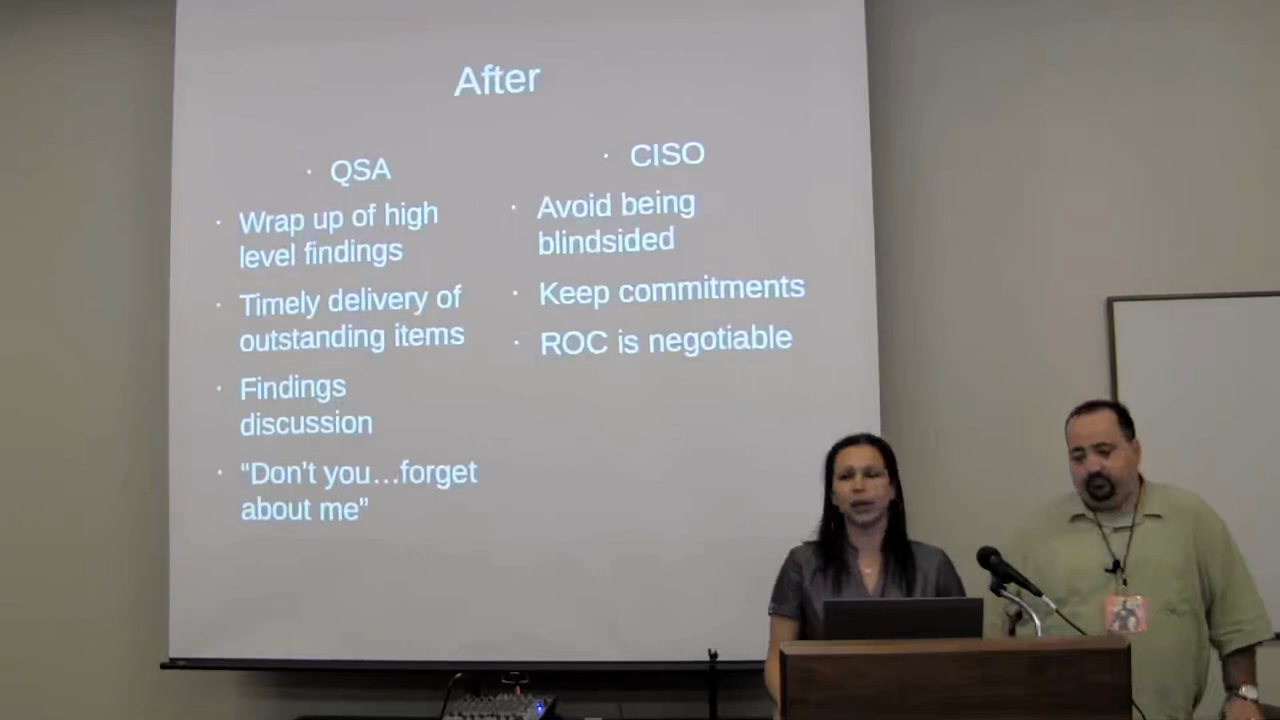 After
· QSA
· Wrap up of high
level findings
· Timely delivery of
outstanding items
· Findings
discussion
· “Don’t you…forget
about me”
· CISO
· Avoid being
blindsided
· Keep commitments
· ROC is negotiable